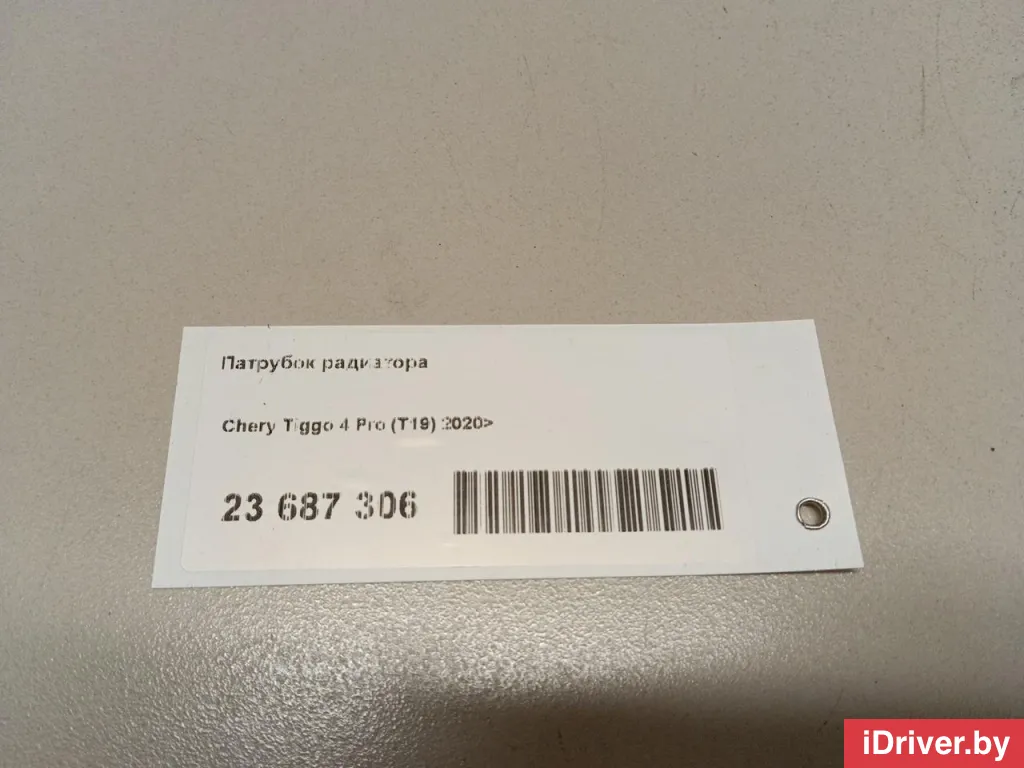 Патрубок радиатора
Chery Tiggo 4 Pro (T19) 2020>
23 687 306
iDriver.by